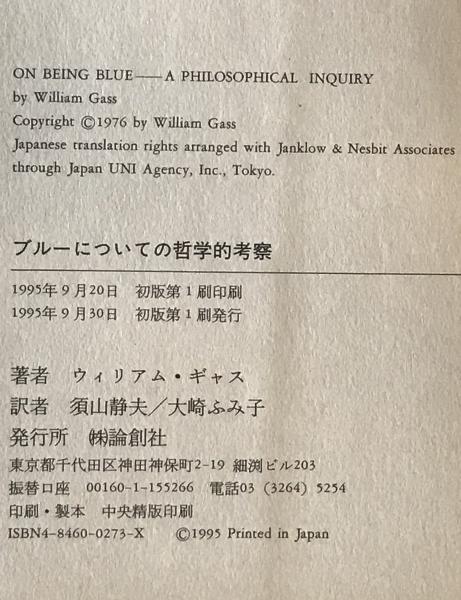 ON BEING BLUE——A PHILOSOPHICAL INQUIRY
by William Gass
Copyright ©1976 by William Gass
Japanese translation rights arranged with Janklow & Nesbit Associates
through Japan UNI Agency, Inc., Tokyo.
ブルーについての哲学的考察
1995年9月20日 初版第1刷印刷
1995年9月30日 初版第1刷発行
著者 ウィリアム・ギャス
訳者 須山静夫／大崎ふみ子
発行所 ㈱論創社
東京都千代田区神田神保町2-19 細渕ビル203
振替口座 00160-1-155266 電話03 (3264) 5254
印刷・製本 中央精版印刷
ISBN4-8460-0273-X ©1995 Printed in Japan